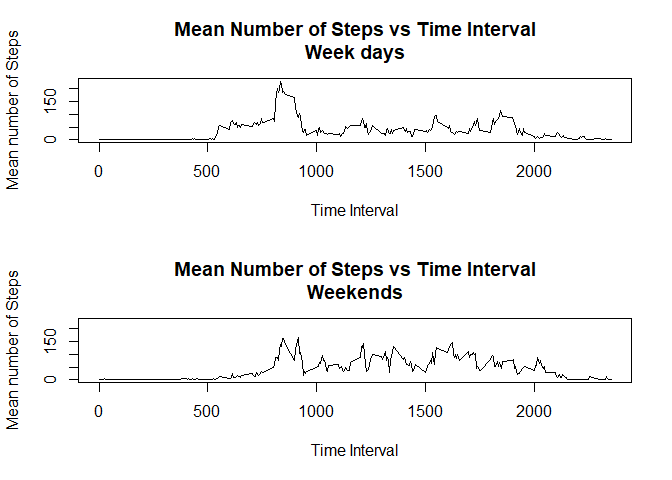 Mean Number of Steps vs Time Interval
Week days
Mean number of Steps
0 150
0 500 1000 1500 2000
Time Interval
Mean Number of Steps vs Time Interval
Weekends
Mean number of Steps
0 150
0 500 1000 1500 2000
Time Interval